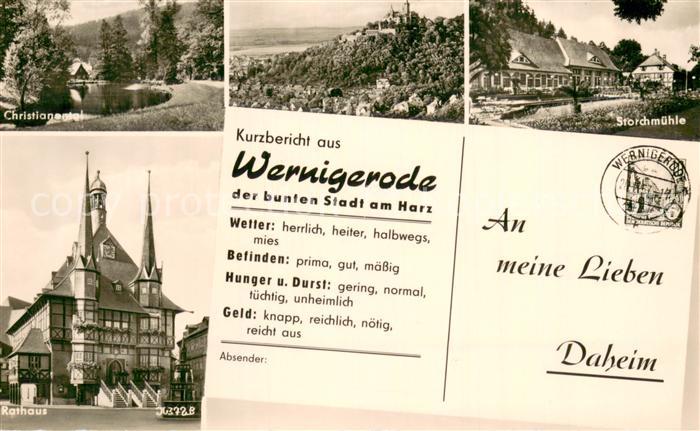 Christianental
Storchmühle
Kurzbericht aus
Wernigerode
der bunten Stadt am Harz
Wetter: herrlich, heiter, halbwegs,
mies
Befinden: prima, gut, mäßig
Hunger u. Durst: gering, normal,
tüchtig, unheimlich
Geld: knapp, reichlich, nötig,
reicht aus
Absender:
WERNIGERODE
An
meine Lieben
Daheim
Rathaus